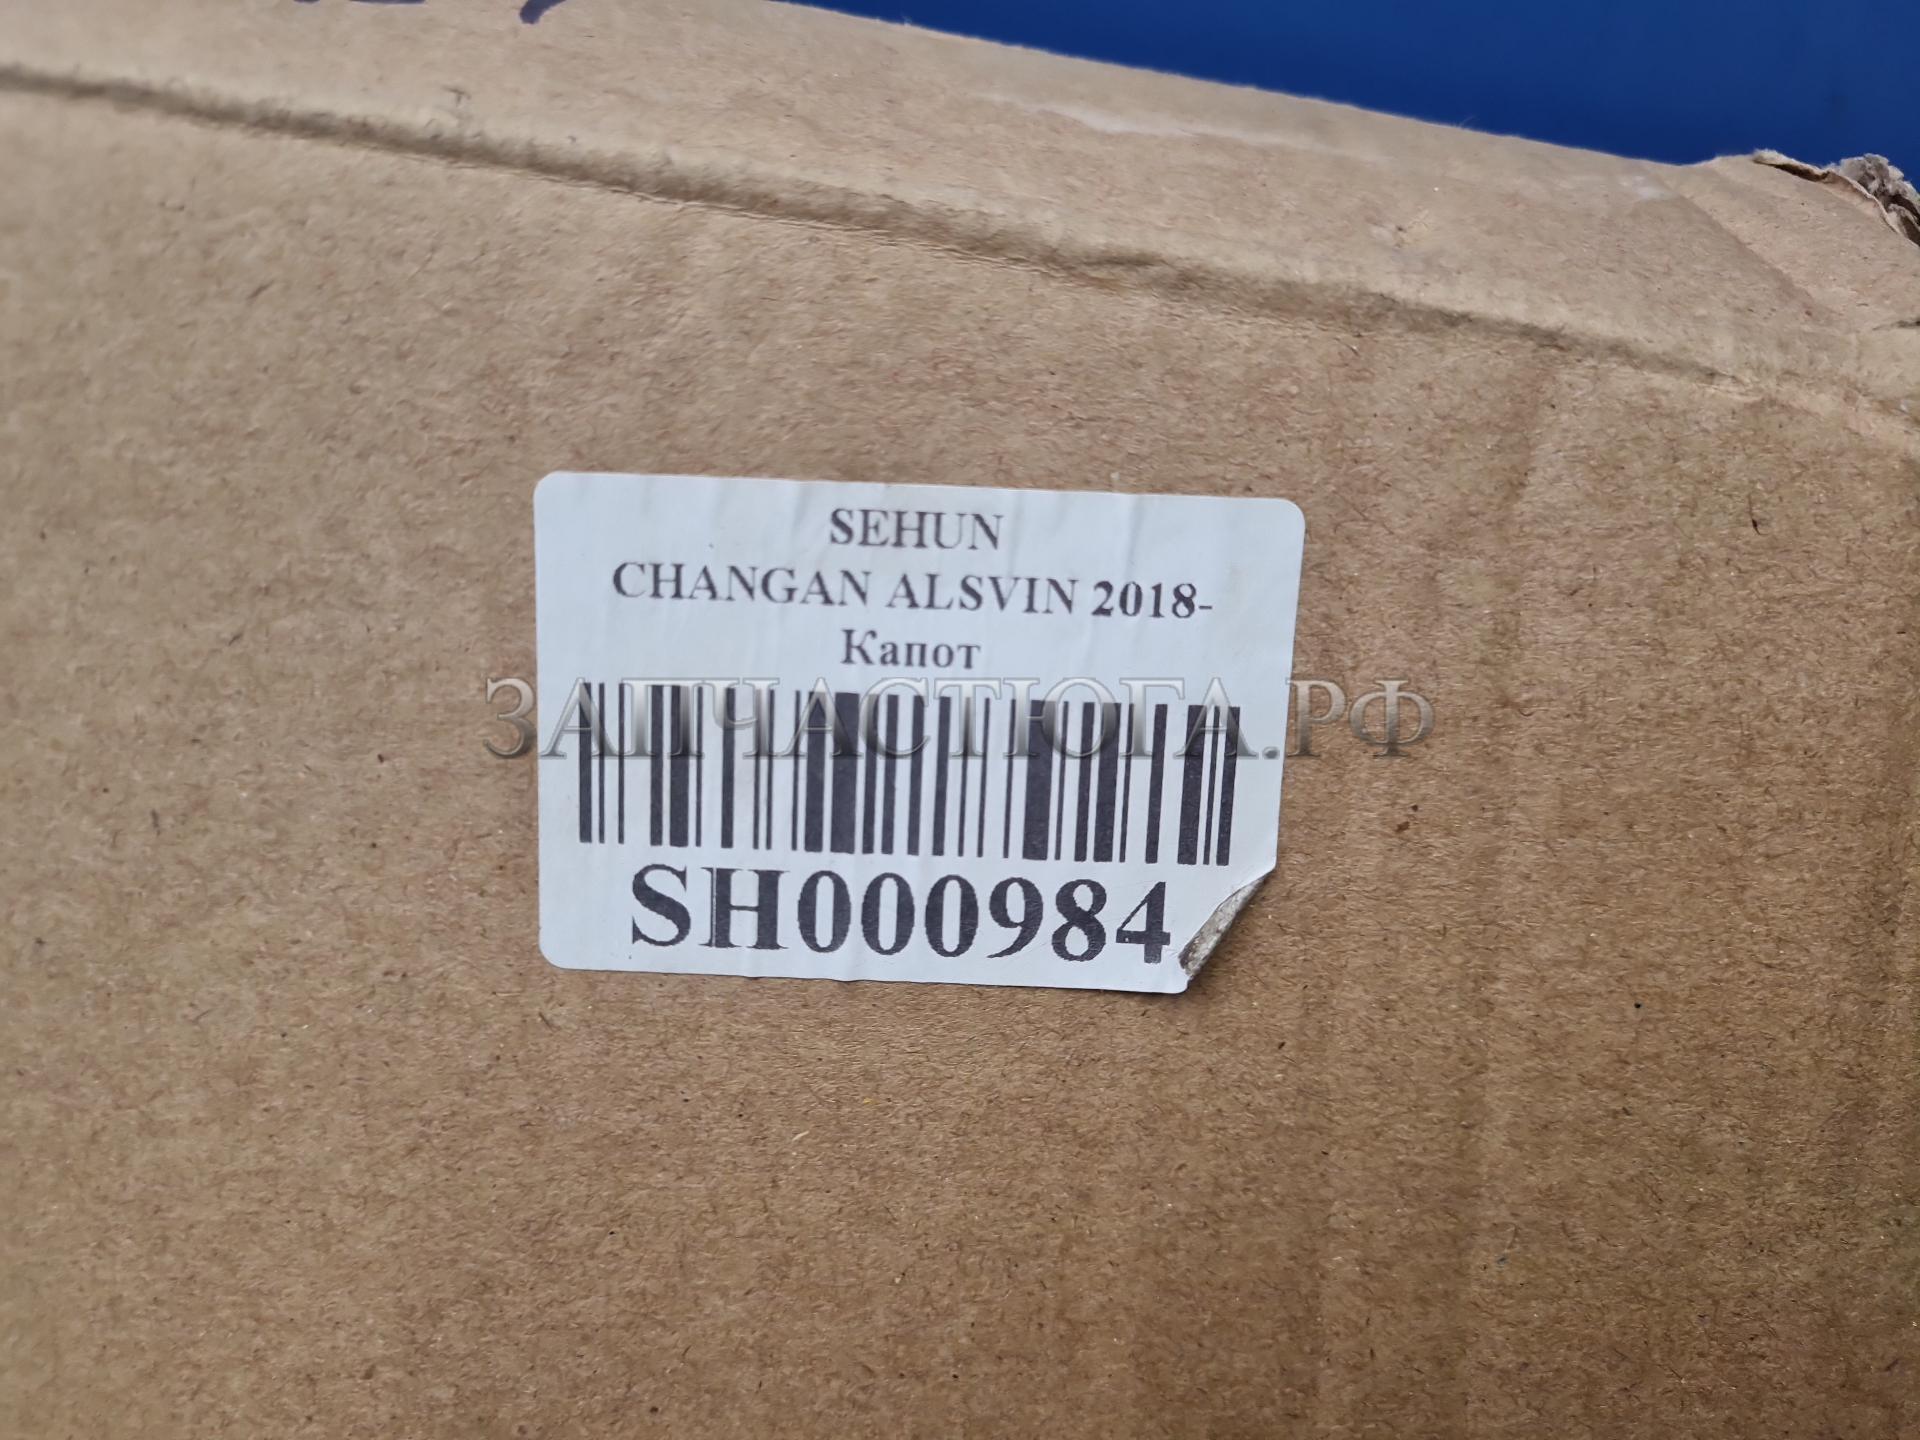 SEHUN
CHANGAN ALSVIN 2018-
Капот
ЗАПЧАСТЮГА.РФ
SH000984